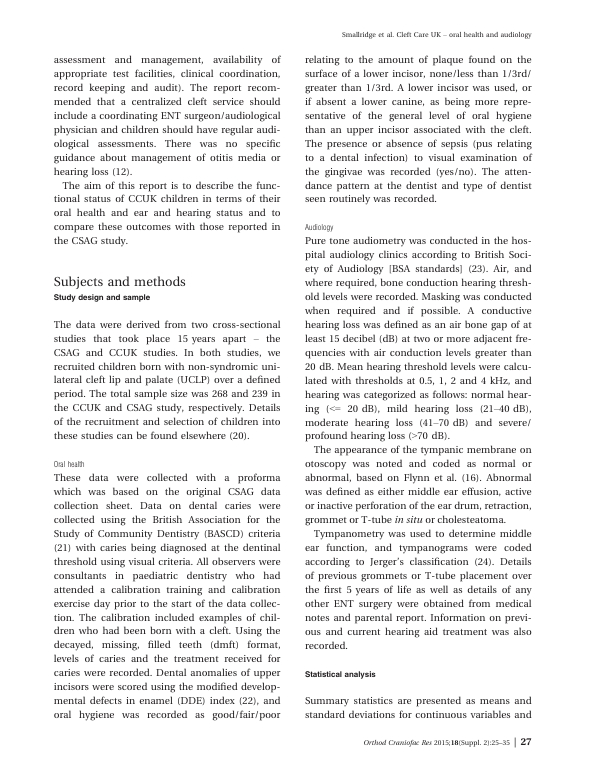 Smallridge et al. Cleft Care UK – oral health and audiology
assessment and management, availability of
appropriate test facilities, clinical coordination,
record keeping and audit). The report recom-
mended that a centralized cleft service should
include a coordinating ENT surgeon/audiological
physician and children should have regular audi-
ological assessments. There was no specific
guidance about management of otitis media or
hearing loss (12).
The aim of this report is to describe the func-
tional status of CCUK children in terms of their
oral health and ear and hearing status and to
compare these outcomes with those reported in
the CSAG study.
Subjects and methods
Study design and sample
The data were derived from two cross-sectional
studies that took place 15 years apart – the
CSAG and CCUK studies. In both studies, we
recruited children born with non-syndromic uni-
lateral cleft lip and palate (UCLP) over a defined
period. The total sample size was 268 and 239 in
the CCUK and CSAG study, respectively. Details
of the recruitment and selection of children into
these studies can be found elsewhere (20).
Oral health
These data were collected with a proforma
which was based on the original CSAG data
collection sheet. Data on dental caries were
collected using the British Association for the
Study of Community Dentistry (BASCD) criteria
(21) with caries being diagnosed at the dentinal
threshold using visual criteria. All observers were
consultants in paediatric dentistry who had
attended a calibration training and calibration
exercise day prior to the start of the data collec-
tion. The calibration included examples of chil-
dren who had been born with a cleft. Using the
decayed, missing, filled teeth (dmft) format,
levels of caries and the treatment received for
caries were recorded. Dental anomalies of upper
incisors were scored using the modified develop-
mental defects in enamel (DDE) index (22), and
oral hygiene was recorded as good/fair/poor
relating to the amount of plaque found on the
surface of a lower incisor, none/less than 1/3rd/
greater than 1/3rd. A lower incisor was used, or
if absent a lower canine, as being more repre-
sentative of the general level of oral hygiene
than an upper incisor associated with the cleft.
The presence or absence of sepsis (pus relating
to a dental infection) to visual examination of
the gingivae was recorded (yes/no). The atten-
dance pattern at the dentist and type of dentist
seen routinely was recorded.
Audiology
Pure tone audiometry was conducted in the hos-
pital audiology clinics according to British Soci-
ety of Audiology [BSA standards] (23). Air, and
where required, bone conduction hearing thresh-
old levels were recorded. Masking was conducted
when required and if possible. A conductive
hearing loss was defined as an air bone gap of at
least 15 decibel (dB) at two or more adjacent fre-
quencies with air conduction levels greater than
20 dB. Mean hearing threshold levels were calcu-
lated with thresholds at 0.5, 1, 2 and 4 kHz, and
hearing was categorized as follows: normal hear-
ing (<= 20 dB), mild hearing loss (21–40 dB),
moderate hearing loss (41–70 dB) and severe/
profound hearing loss (>70 dB).
The appearance of the tympanic membrane on
otoscopy was noted and coded as normal or
abnormal, based on Flynn et al. (16). Abnormal
was defined as either middle ear effusion, active
or inactive perforation of the ear drum, retraction,
grommet or T-tube in situ or cholesteatoma.
Tympanometry was used to determine middle
ear function, and tympanograms were coded
according to Jerger's classification (24). Details
of previous grommets or T-tube placement over
the first 5 years of life as well as details of any
other ENT surgery were obtained from medical
notes and parental report. Information on previ-
ous and current hearing aid treatment was also
recorded.
Statistical analysis
Summary statistics are presented as means and
standard deviations for continuous variables and
Orthod Craniofac Res 2015;18(Suppl. 2):25–35 | 27